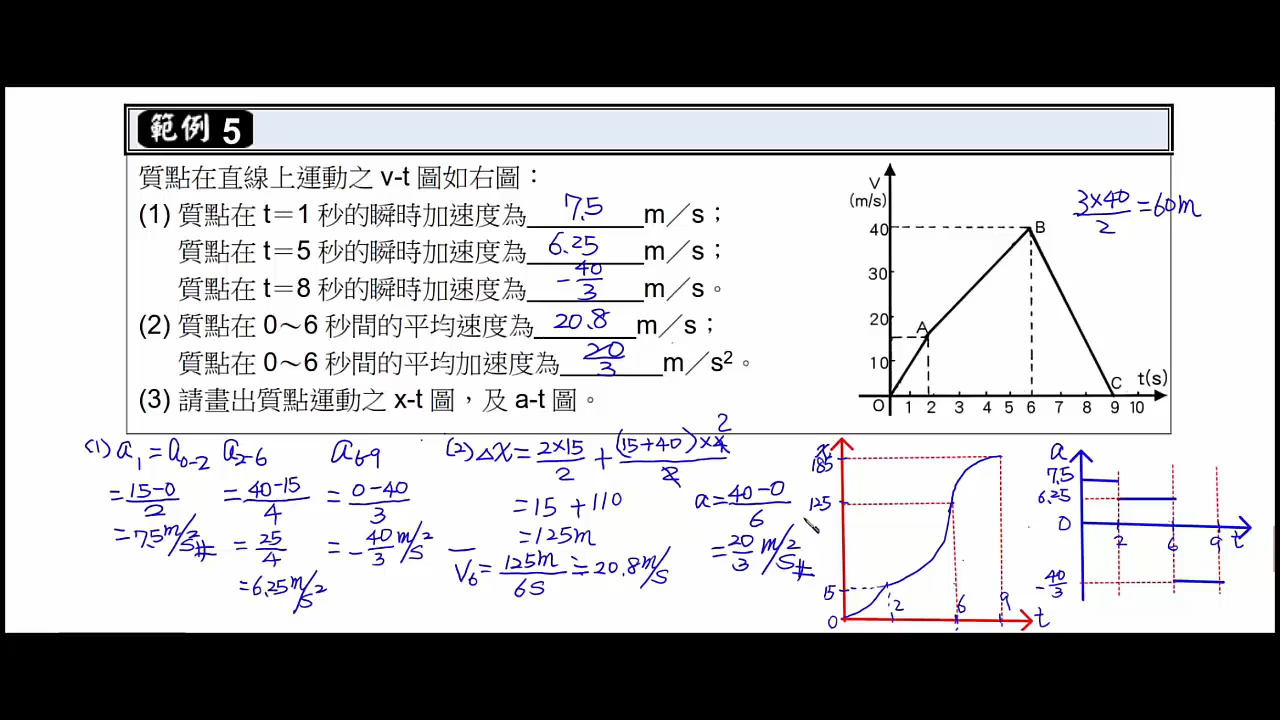 範例 5
質點在直線上運動之 v-t 圖如右圖：
(1) 質點在 t＝1 秒的瞬時加速度為 7.5 m／s；
質點在 t＝5 秒的瞬時加速度為 6.25 m／s；
質點在 t＝8 秒的瞬時加速度為 -40/3 m／s。
(2) 質點在 0～6 秒間的平均速度為 20.8 m／s；
質點在 0～6 秒間的平均加速度為 20/3 m／s²。
(3) 請畫出質點運動之 x-t 圖，及 a-t 圖。
V
(m/s)
40
30
20
10
A
B
C
O 1 2 3 4 5 6 7 8 9 10 t(s)
3×40/2 = 60m
(1) a₁ = a₀₋₂
= 15-0/2
= 7.5 m/s²#
a₂₋₆
= 40-15/4
= 25/4
= 6.25 m/s²
a₆₋₉
= 0-40/3
= -40/3 m/s²
(2) △x = 2×15/2 + (15+40)×4/2 2
= 15 + 110
= 125m
V₆ = 125m/6s ≒ 20.8 m/s
a = 40-0/6
= 20/3 m/s²#
x
185
125
15
0 2 6 9 t
a
7.5
6.25
0 2 6 9 t
-40/3